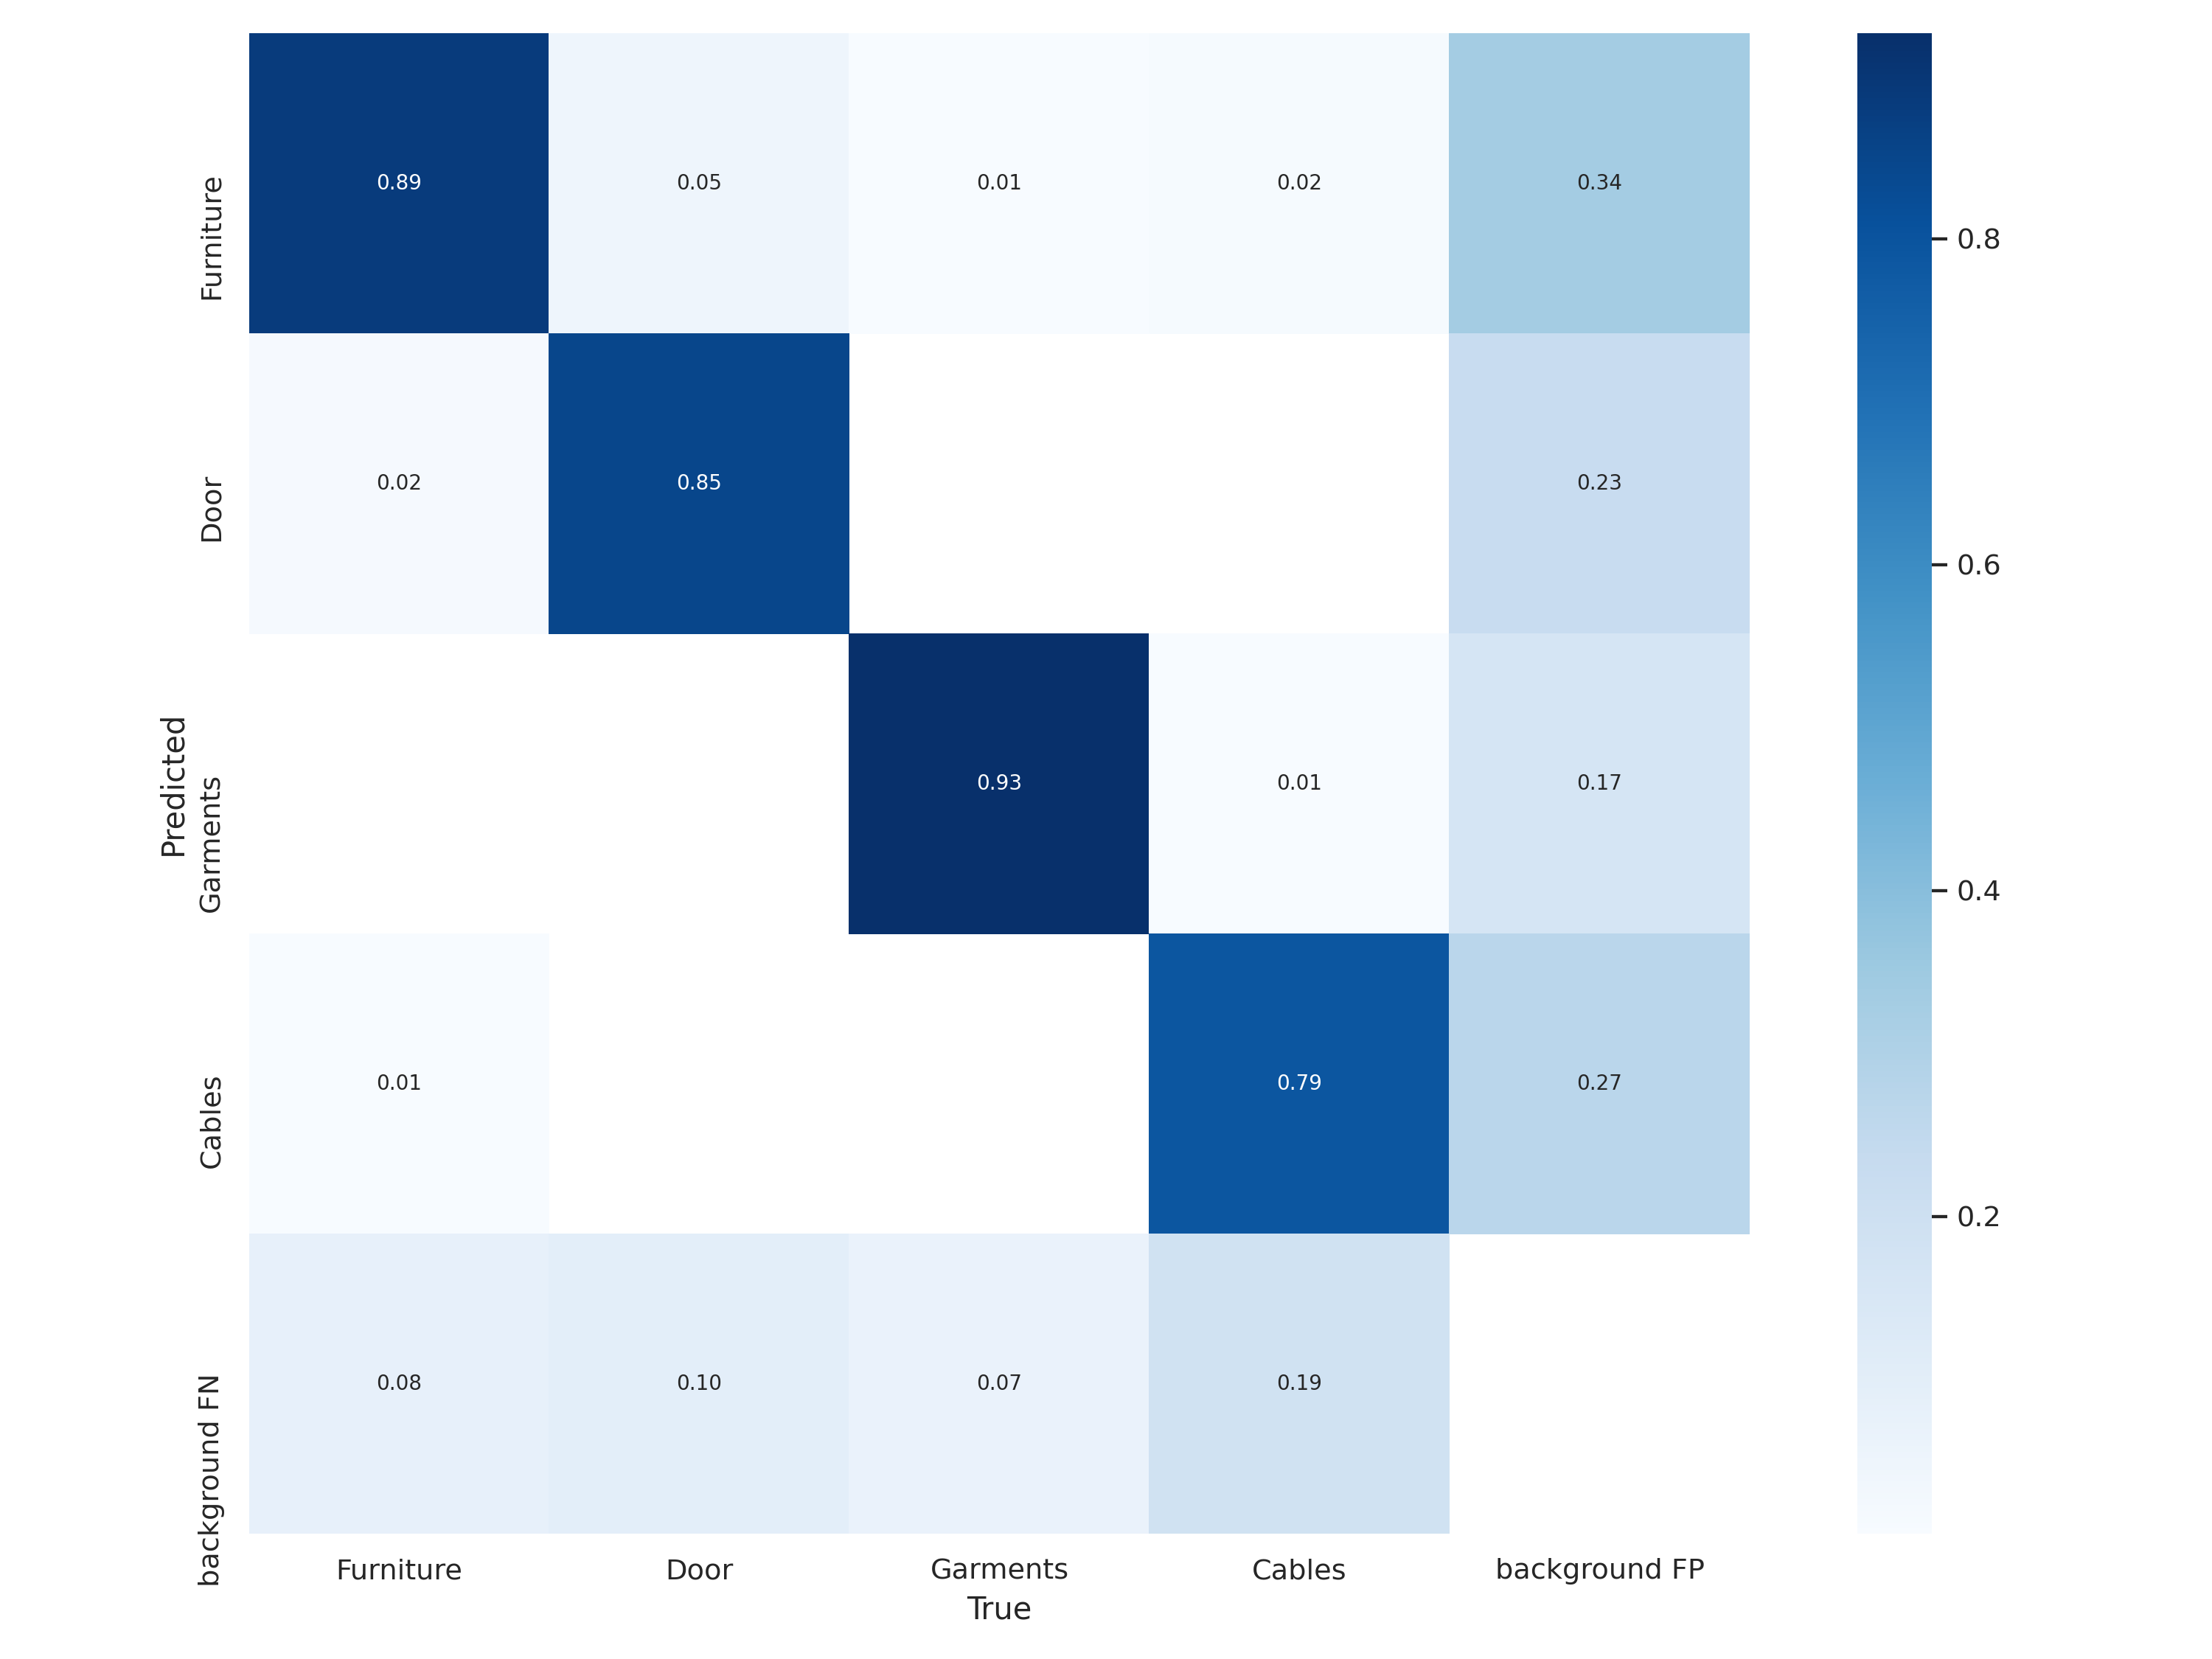 Furniture
0.89 0.05 0.01 0.02 0.34
Door
0.02 0.85 0.23
Predicted
Garments
0.93 0.01 0.17
Cables
0.01 0.79 0.27
background FN
0.08 0.10 0.07 0.19
Furniture Door Garments Cables background FP
True
0.8
0.6
0.4
0.2